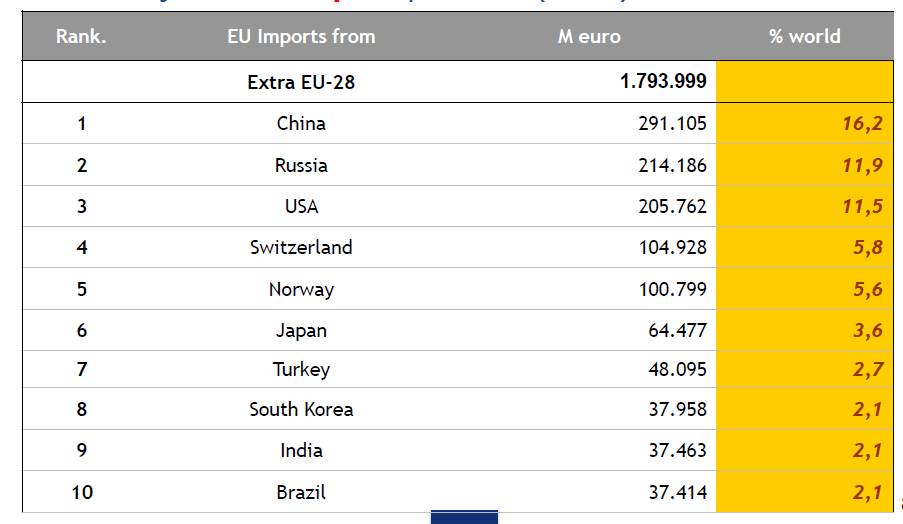 Rank. EU Imports from M euro % world
Extra EU-28 1.793.999
1 China 291.105 16,2
2 Russia 214.186 11,9
3 USA 205.762 11,5
4 Switzerland 104.928 5,8
5 Norway 100.799 5,6
6 Japan 64.477 3,6
7 Turkey 48.095 2,7
8 South Korea 37.958 2,1
9 India 37.463 2,1
10 Brazil 37.414 2,1